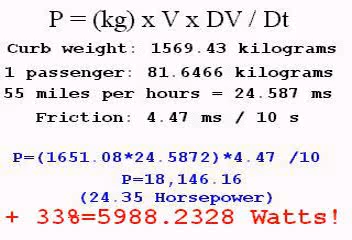 P = (kg) x V x DV / Dt
Curb weight: 1569.43 kilograms
1 passenger: 81.6466 kilograms
55 miles per hours = 24.587 ms
Friction: 4.47 ms / 10 s
P=(1651.08*24.5872)*4.47 /10
P=18,146.16
(24.35 Horsepower)
+ 33%=5988.2328 Watts!